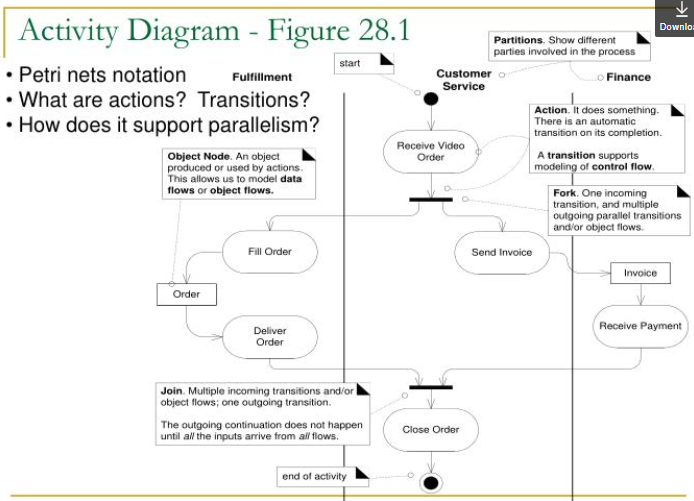 Activity Diagram - Figure 28.1
• Petri nets notation
• What are actions? Transitions?
• How does it support parallelism?
Fulfillment
start
Customer
Service
Partitions. Show different
parties involved in the process
Finance
Action. It does something.
There is an automatic
transition on its completion.
A transition supports
modeling of control flow.
Receive Video
Order
Object Node. An object
produced or used by actions.
This allows us to model data
flows or object flows.
Fork. One incoming
transition, and multiple
outgoing parallel transitions
and/or object flows.
Fill Order
Send Invoice
Invoice
Order
Receive Payment
Deliver
Order
Join. Multiple incoming transitions and/or
object flows; one outgoing transition.
The outgoing continuation does not happen
until all the inputs arrive from all flows.
Close Order
end of activity